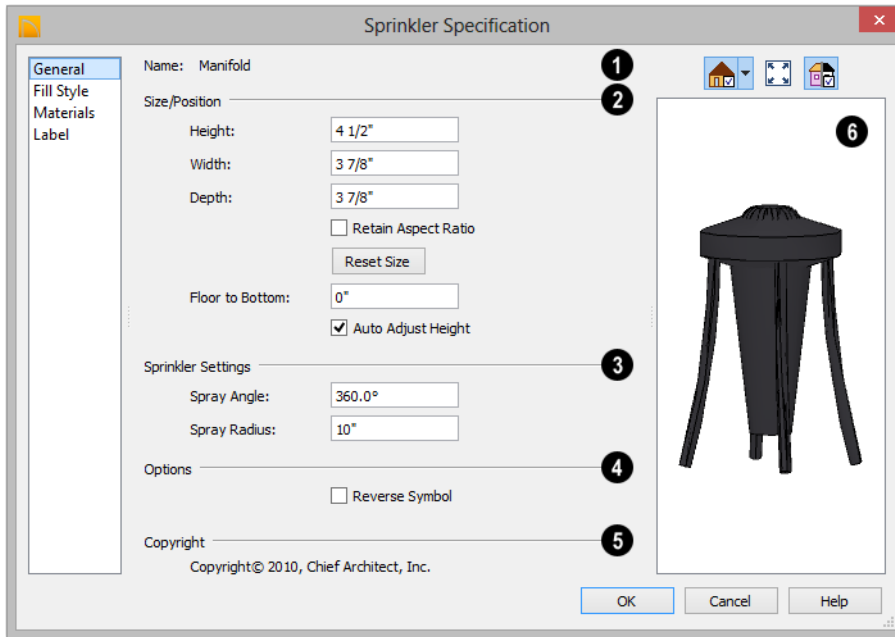 Sprinkler Specification
General
Fill Style
Materials
Label
Name: Manifold 1
Size/Position 2
Height: 4 1/2"
Width: 3 7/8"
Depth: 3 7/8"
Retain Aspect Ratio
Reset Size
Floor to Bottom: 0"
Auto Adjust Height
Sprinkler Settings 3
Spray Angle: 360.0°
Spray Radius: 10"
Options 4
Reverse Symbol
Copyright 5
Copyright© 2010, Chief Architect, Inc.
6
OK Cancel Help